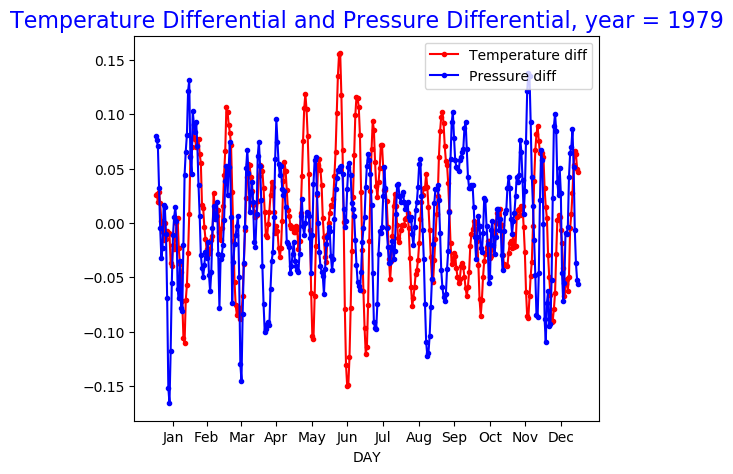 Temperature Differential and Pressure Differential, year = 1979
Temperature diff
Pressure diff
0.15
0.10
0.05
0.00
−0.05
−0.10
−0.15
Jan Feb Mar Apr May Jun Jul Aug Sep Oct Nov Dec
DAY